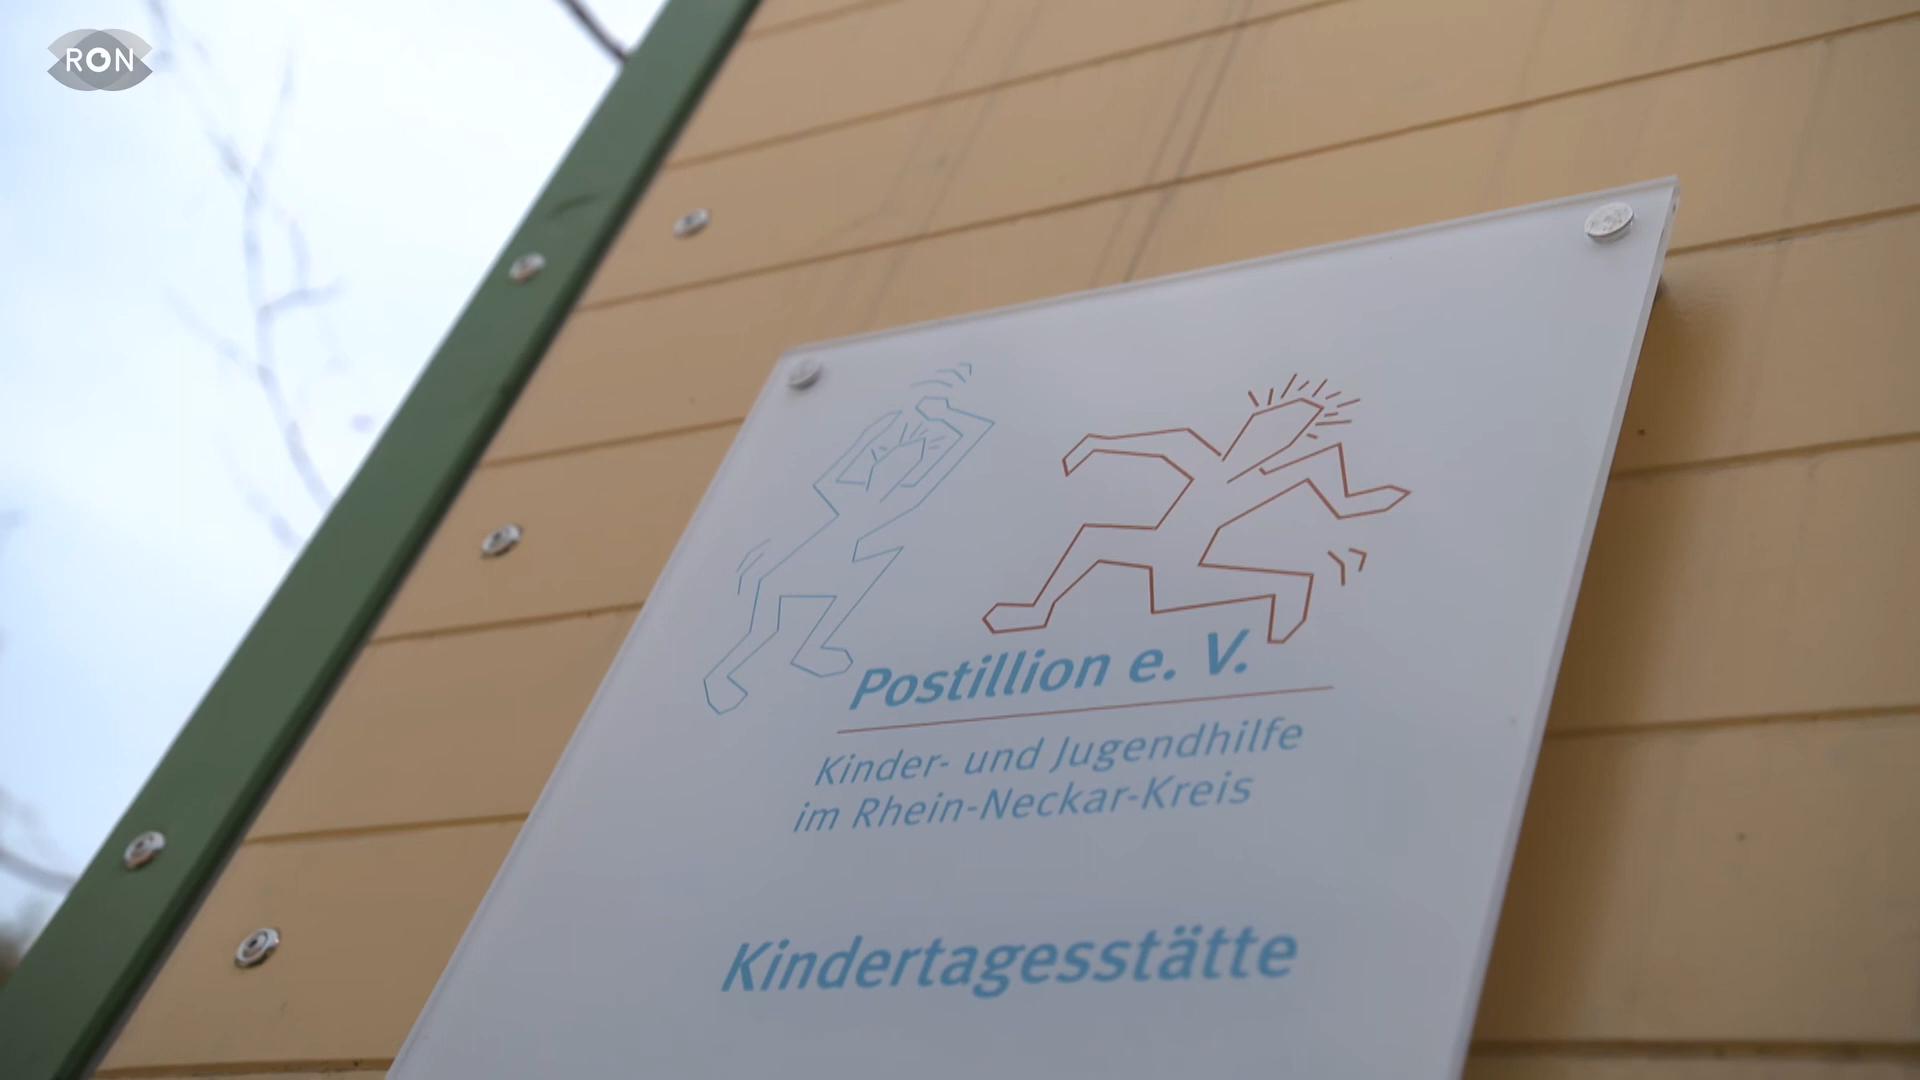 RON
Postillion e. V.
Kinder- und Jugendhilfe
im Rhein-Neckar-Kreis
Kindertagesstätte